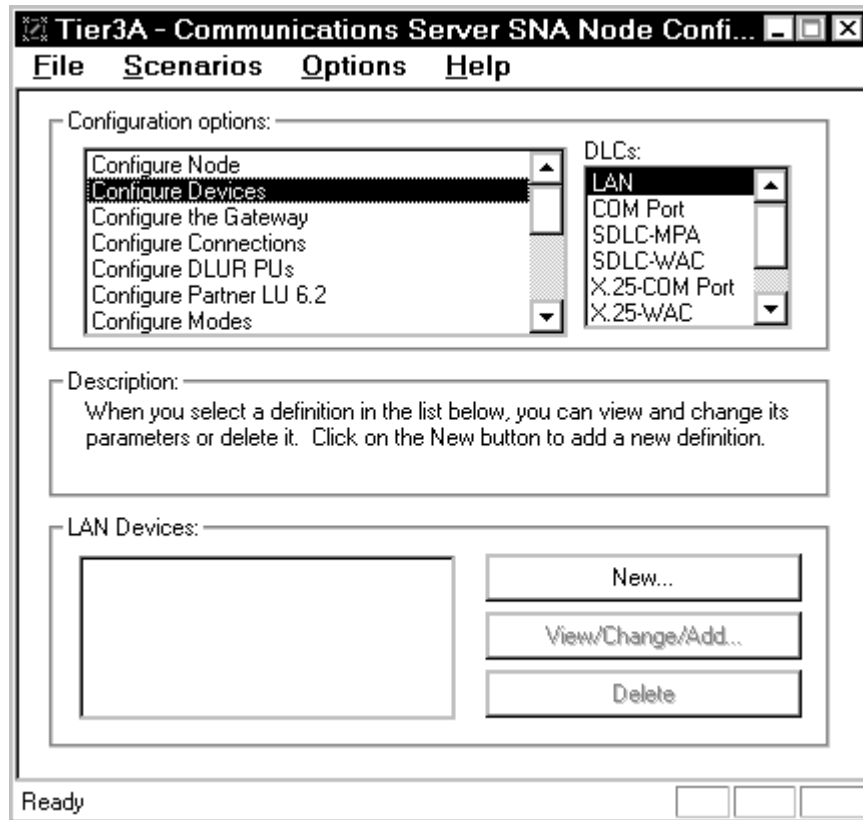 Tier3A - Communications Server SNA Node Confi...
File Scenarios Options Help
Configuration options:
Configure Node
Configure Devices
Configure the Gateway
Configure Connections
Configure DLUR PUs
Configure Partner LU 6.2
Configure Modes
DLCs:
LAN
COM Port
SDLC-MPA
SDLC-WAC
X.25-COM Port
X.25-WAC
Description:
When you select a definition in the list below, you can view and change its
parameters or delete it. Click on the New button to add a new definition.
LAN Devices:
New...
View/Change/Add...
Delete
Ready